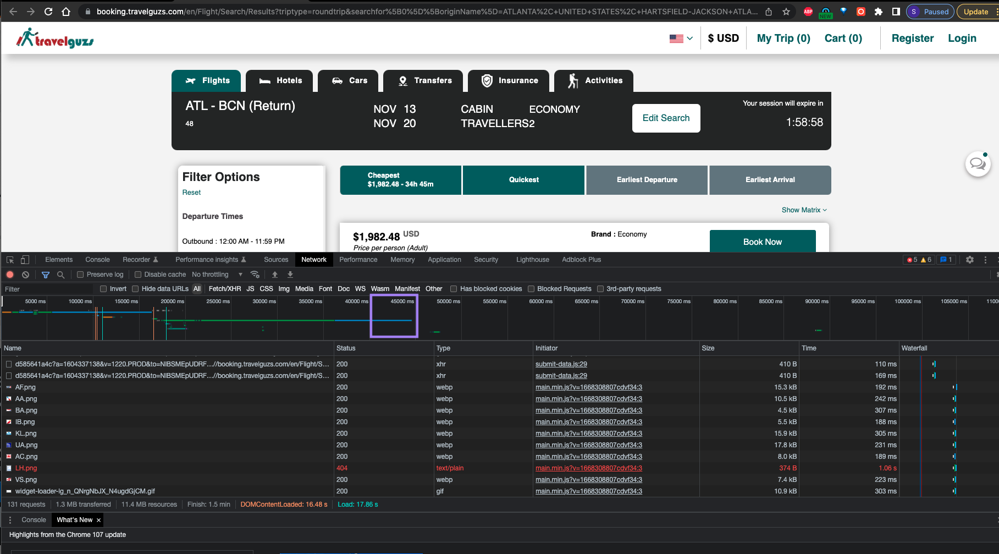 booking.travelguzs.com/en/Flight/Search/Results?triptype=roundtrip&searchfor%5B0%5D%5BoriginName%5D=ATLANTA%2C+UNITED+STATES%2C+HARTSFIELD-JACKSON+ATLA...
ABP
NEW
S Paused
Update
travelguzs
$ USD
My Trip (0)
Cart (0)
Register
Login
Flights
Hotels
Cars
Transfers
Insurance
Activities
ATL - BCN (Return)
48
NOV 13
NOV 20
CABIN ECONOMY
TRAVELLERS2
Edit Search
Your session will expire in
1:58:58
Filter Options
Reset
Departure Times
Outbound : 12:00 AM - 11:59 PM
Cheapest
$1,982.48 - 34h 45m
Quickest
Earliest Departure
Earliest Arrival
Show Matrix
$1,982.48 USD
Price per person (Adult)
Brand : Economy
Book Now
Elements Console Recorder Performance insights Sources Network Performance Memory Application Security Lighthouse Adblock Plus 5 6 1
Preserve log Disable cache No throttling
Filter Invert Hide data URLs All Fetch/XHR JS CSS Img Media Font Doc WS Wasm Manifest Other Has blocked cookies Blocked Requests 3rd-party requests
5000 ms 10000 ms 15000 ms 20000 ms 25000 ms 30000 ms 35000 ms 40000 ms 45000 ms 50000 ms 55000 ms 60000 ms 65000 ms 70000 ms 75000 ms 80000 ms 85000 ms 90000 ms 95000 ms 100000 ms 105000 ms
Name Status Type Initiator Size Time Waterfall
d585641a4c?a=1604337138&v=1220.PROD&to=NlBSMEpUDRF...//booking.travelguzs.com/en/Flight/S... 200 xhr submit-data.js:29 410 B 110 ms
d585641a4c?a=1604337138&v=1220.PROD&to=NlBSMEpUDRF...//booking.travelguzs.com/en/Flight/S... 200 xhr submit-data.js:29 410 B 169 ms
AF.png 200 webp main.min.js?v=1668308807cdvf34:3 15.3 kB 192 ms
AA.png 200 webp main.min.js?v=1668308807cdvf34:3 10.5 kB 242 ms
BA.png 200 webp main.min.js?v=1668308807cdvf34:3 4.5 kB 307 ms
IB.png 200 webp main.min.js?v=1668308807cdvf34:3 5.5 kB 188 ms
KL.png 200 webp main.min.js?v=1668308807cdvf34:3 15.9 kB 305 ms
UA.png 200 webp main.min.js?v=1668308807cdvf34:3 17.8 kB 231 ms
AC.png 200 webp main.min.js?v=1668308807cdvf34:3 8.0 kB 189 ms
LH.png 404 text/plain main.min.js?v=1668308807cdvf34:3 374 B 1.06 s
VS.png 200 webp main.min.js?v=1668308807cdvf34:3 7.4 kB 223 ms
widget-loader-lg_n_QNrgNbJX_N4ugdGjCM.gif 200 gif main.min.js?v=1668308807cdvf34:3 10.9 kB 303 ms
131 requests 1.3 MB transferred 11.4 MB resources Finish: 1.5 min DOMContentLoaded: 16.48 s Load: 17.86 s
Console What's New ×
Highlights from the Chrome 107 update